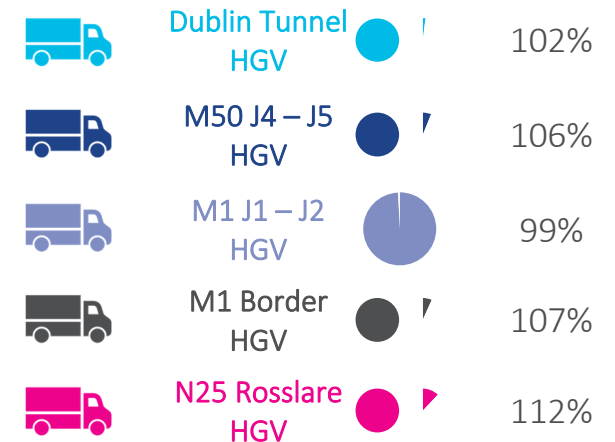 Dublin Tunnel
HGV
102%
M50 J4 – J5
HGV
106%
M1 J1 – J2
HGV
99%
M1 Border
HGV
107%
N25 Rosslare
HGV
112%